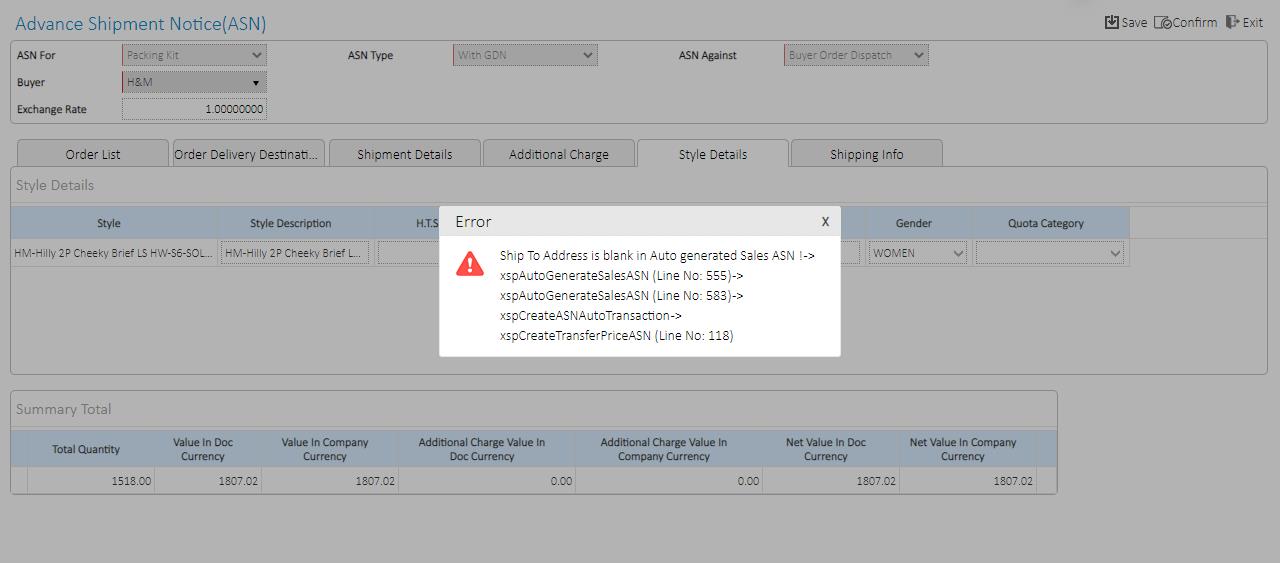 Advance Shipment Notice(ASN)
Save Confirm Exit
ASN For Packing Kit ASN Type With GDN ASN Against Buyer Order Dispatch
Buyer H&M
Exchange Rate 1.00000000
Order List Order Delivery Destinati... Shipment Details Additional Charge Style Details Shipping Info
Style Details
Style Style Description H.T.S Gender Quota Category
HM-Hilly 2P Cheeky Brief LS HW-S6-SOL... HM-Hilly 2P Cheeky Brief L... WOMEN
Error X
Ship To Address is blank in Auto generated Sales ASN !->
xspAutoGenerateSalesASN (Line No: 555)->
xspAutoGenerateSalesASN (Line No: 583)->
xspCreateASNAutoTransaction->
xspCreateTransferPriceASN (Line No: 118)
Summary Total
Total Quantity Value In Doc Currency Value In Company Currency Additional Charge Value In Doc Currency Additional Charge Value In Company Currency Net Value In Doc Currency Net Value In Company Currency
1518.00 1807.02 1807.02 0.00 0.00 1807.02 1807.02